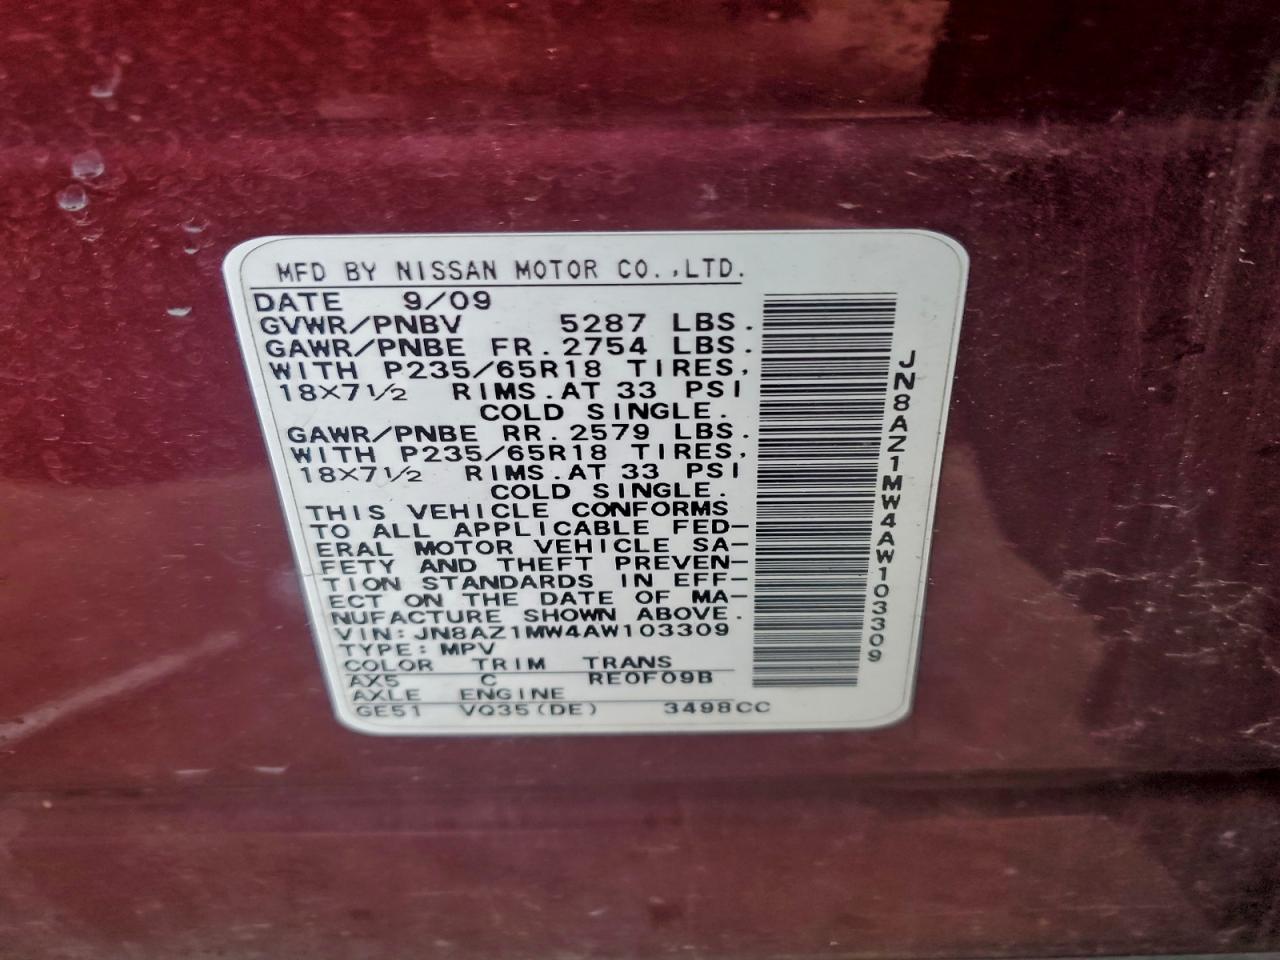 MFD BY NISSAN MOTOR CO.,LTD.
DATE 9/09
GVWR/PNBV 5287 LBS.
GAWR/PNBE FR. 2754 LBS.
WITH P235/65R18 TIRES,
18X7½ RIMS.AT 33 PSI
COLD SINGLE.
GAWR/PNBE RR. 2579 LBS.
WITH P235/65R18 TIRES,
18X7½ RIMS.AT 33 PSI
COLD SINGLE.
THIS VEHICLE CONFORMS
TO ALL APPLICABLE FED-
ERAL MOTOR VEHICLE SA-
FETY AND THEFT PREVEN-
TION STANDARDS IN EFF-
ECT ON THE DATE OF MA-
NUFACTURE SHOWN ABOVE.
VIN:JN8AZ1MW4AW103309
TYPE:MPV
COLOR TRIM TRANS
AX5 C RE0F09B
AXLE ENGINE
GE51 VQ35(DE) 3498CC
JN8AZ1MW4AW103309